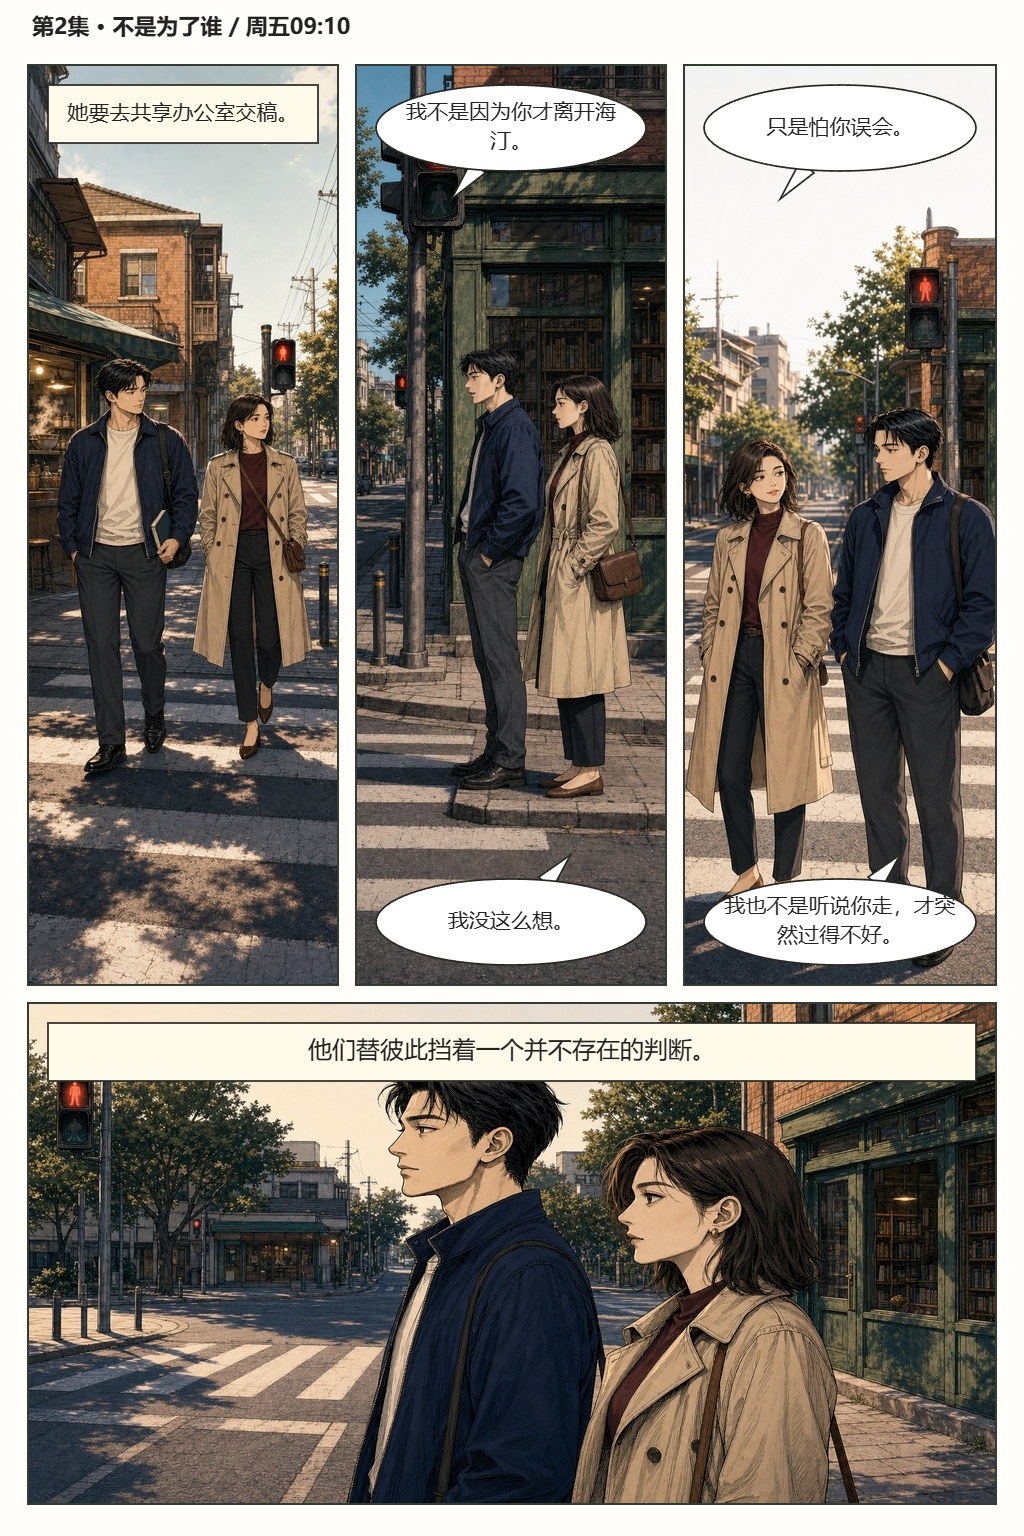 第2集 • 不是为了谁 / 周五09:10
她要去共享办公室交稿。
我不是因为你才离开海
汀。
我没这么想。
只是怕你误会。
我也不是听说你走，才突
然过得不好。
他们替彼此挡着一个并不存在的判断。